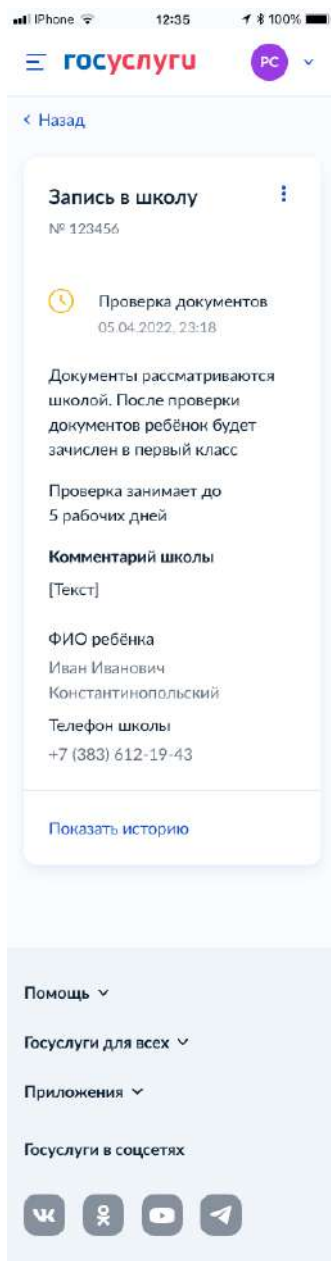 iPhone 12:35 100%
госуслуги РС
Назад
Запись в школу
№ 123456
Проверка документов
05.04.2022, 23:18
Документы рассматриваются
школой. После проверки
документов ребёнок будет
зачислен в первый класс
Проверка занимает до
5 рабочих дней
Комментарий школы
[Текст]
ФИО ребёнка
Иван Иванович
Константинопольский
Телефон школы
+7 (383) 612-19-43
Показать историю
Помощь
Госуслуги для всех
Приложения
Госуслуги в соцсетях